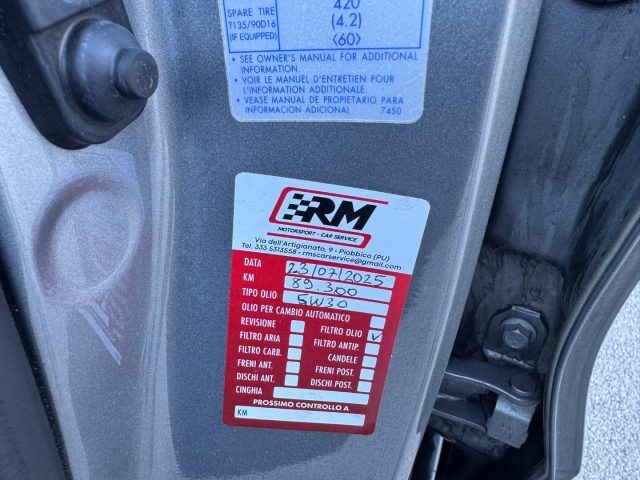 SPARE TIRE
T135/90D16
(IF EQUIPPED)
420
(4.2)
⟨60⟩
• SEE OWNER'S MANUAL FOR ADDITIONAL
INFORMATION.
• VOIR LE MANUEL D'ENTRETIEN POUR
L'INFORMATION ADDITIONALE.
• VEASE MANUAL DE PROPIETARIO PARA
INFORMACION ADICIONAL. 74S0
RM
MOTORSPORT - CAR SERVICE
Via dell'Artigianato, 9 - Piobbico (PU)
Tel. 333 5313558 - rmscarservice@gmail.com
DATA 23/07/2025
KM 89.300
TIPO OLIO 5W30
OLIO PER CAMBIO AUTOMATICO
REVISIONE FILTRO OLIO ✓
FILTRO ARIA FILTRO ANTIP.
FILTRO CARB. CANDELE
FRENI ANT. FRENI POST.
DISCHI ANT. DISCHI POST.
CINGHIA
PROSSIMO CONTROLLO A
KM